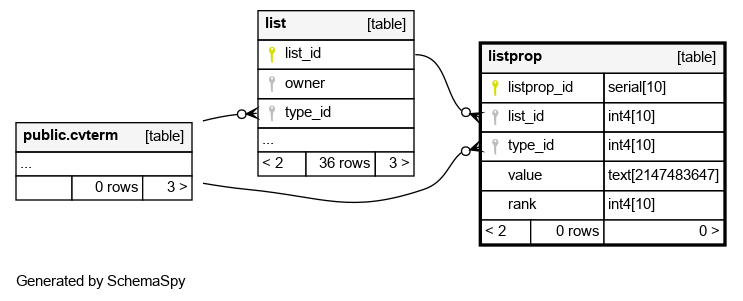 list [table]
list_id
owner
type_id
...
< 2 36 rows 3 >
public.cvterm [table]
...
0 rows 3 >
listprop [table]
listprop_id serial[10]
list_id int4[10]
type_id int4[10]
value text[2147483647]
rank int4[10]
< 2 0 rows 0 >
Generated by SchemaSpy